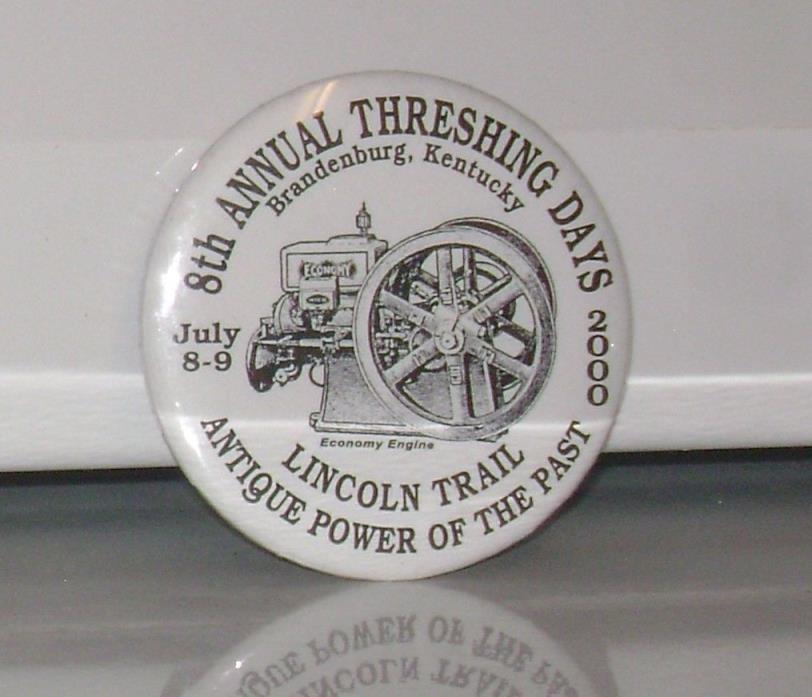 8th ANNUAL THRESHING DAYS
Brandenburg, Kentucky
ECONOMY
July
8-9
2000
Economy Engine
LINCOLN TRAIL
ANTIQUE POWER OF THE PAST